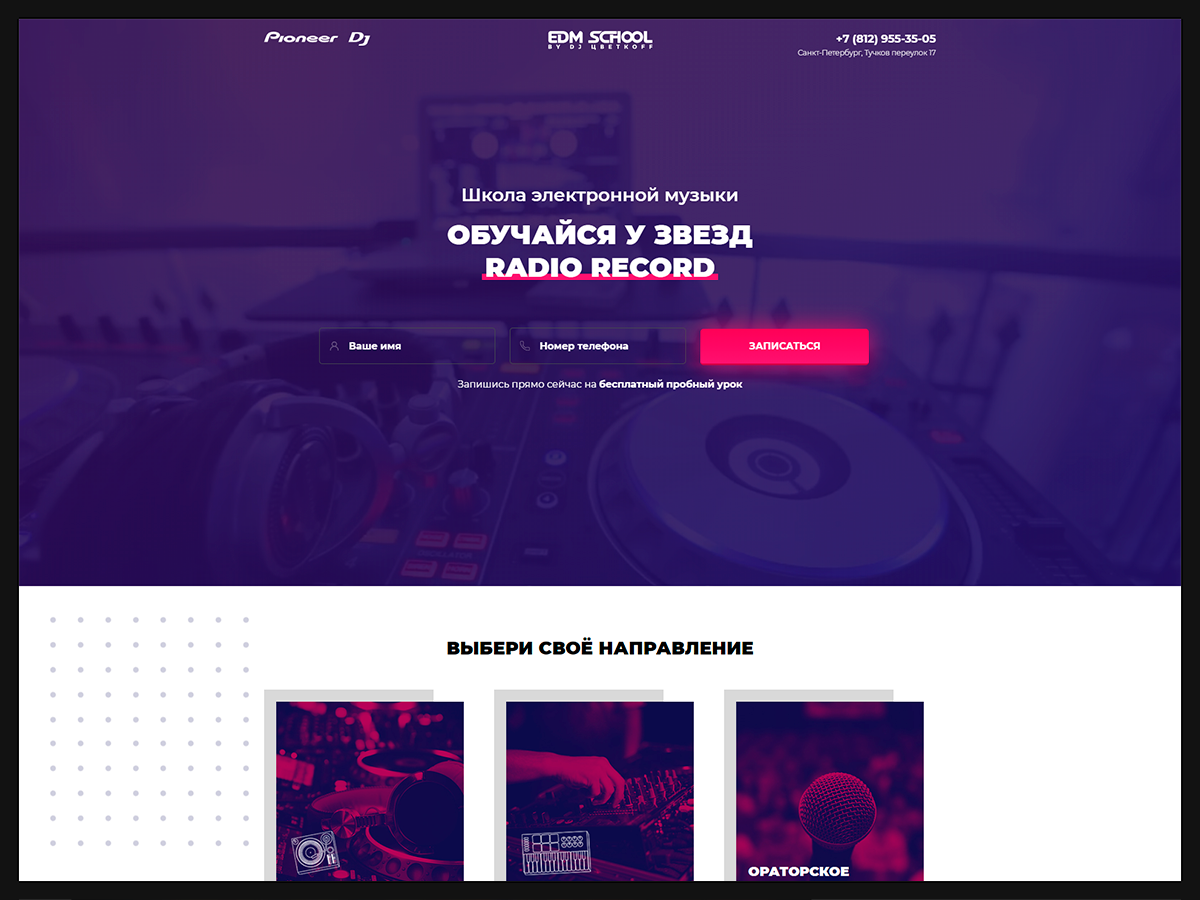 Pioneer Dj
EDM SCHOOL
BY DJ ЦВЕТКОFF
+7 (812) 955-35-05
Санкт-Петербург, Тучков переулок 17
Школа электронной музыки
ОБУЧАЙСЯ У ЗВЕЗД
RADIO RECORD
Ваше имя
Номер телефона
ЗАПИСАТЬСЯ
Запишись прямо сейчас на бесплатный пробный урок
ВЫБЕРИ СВОЁ НАПРАВЛЕНИЕ
ОРАТОРСКОЕ